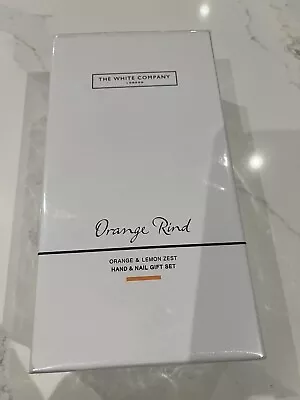 THE WHITE COMPANY
LONDON
Orange Rind
ORANGE & LEMON ZEST
HAND & NAIL GIFT SET